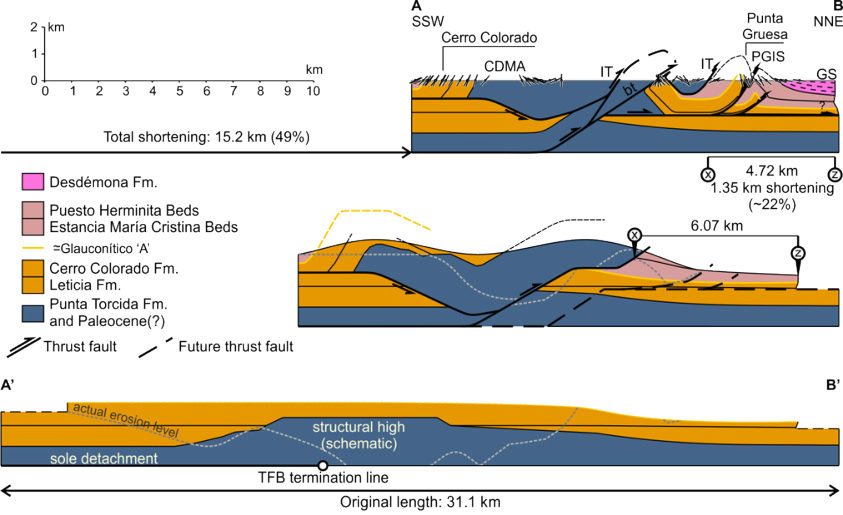 A
B
SSW
NNE
2
km
1
0
0 1 2 3 4 5 6 7 8 9 10
km
Cerro Colorado
CDMA
IT
bt
IT
Punta
Gruesa
PGIS
GS
?
Total shortening: 15.2 km (49%)
X
Z
4.72 km
1.35 km shortening
(~22%)
Desdémona Fm.
Puesto Herminita Beds
Estancia María Cristina Beds
=Glauconítico 'A'
Cerro Colorado Fm.
Leticia Fm.
Punta Torcida Fm.
and Paleocene(?)
Thrust fault
Future thrust fault
6.07 km
X
Z
A'
B'
actual erosion level
structural high
(schematic)
sole detachment
TFB termination line
Original length: 31.1 km